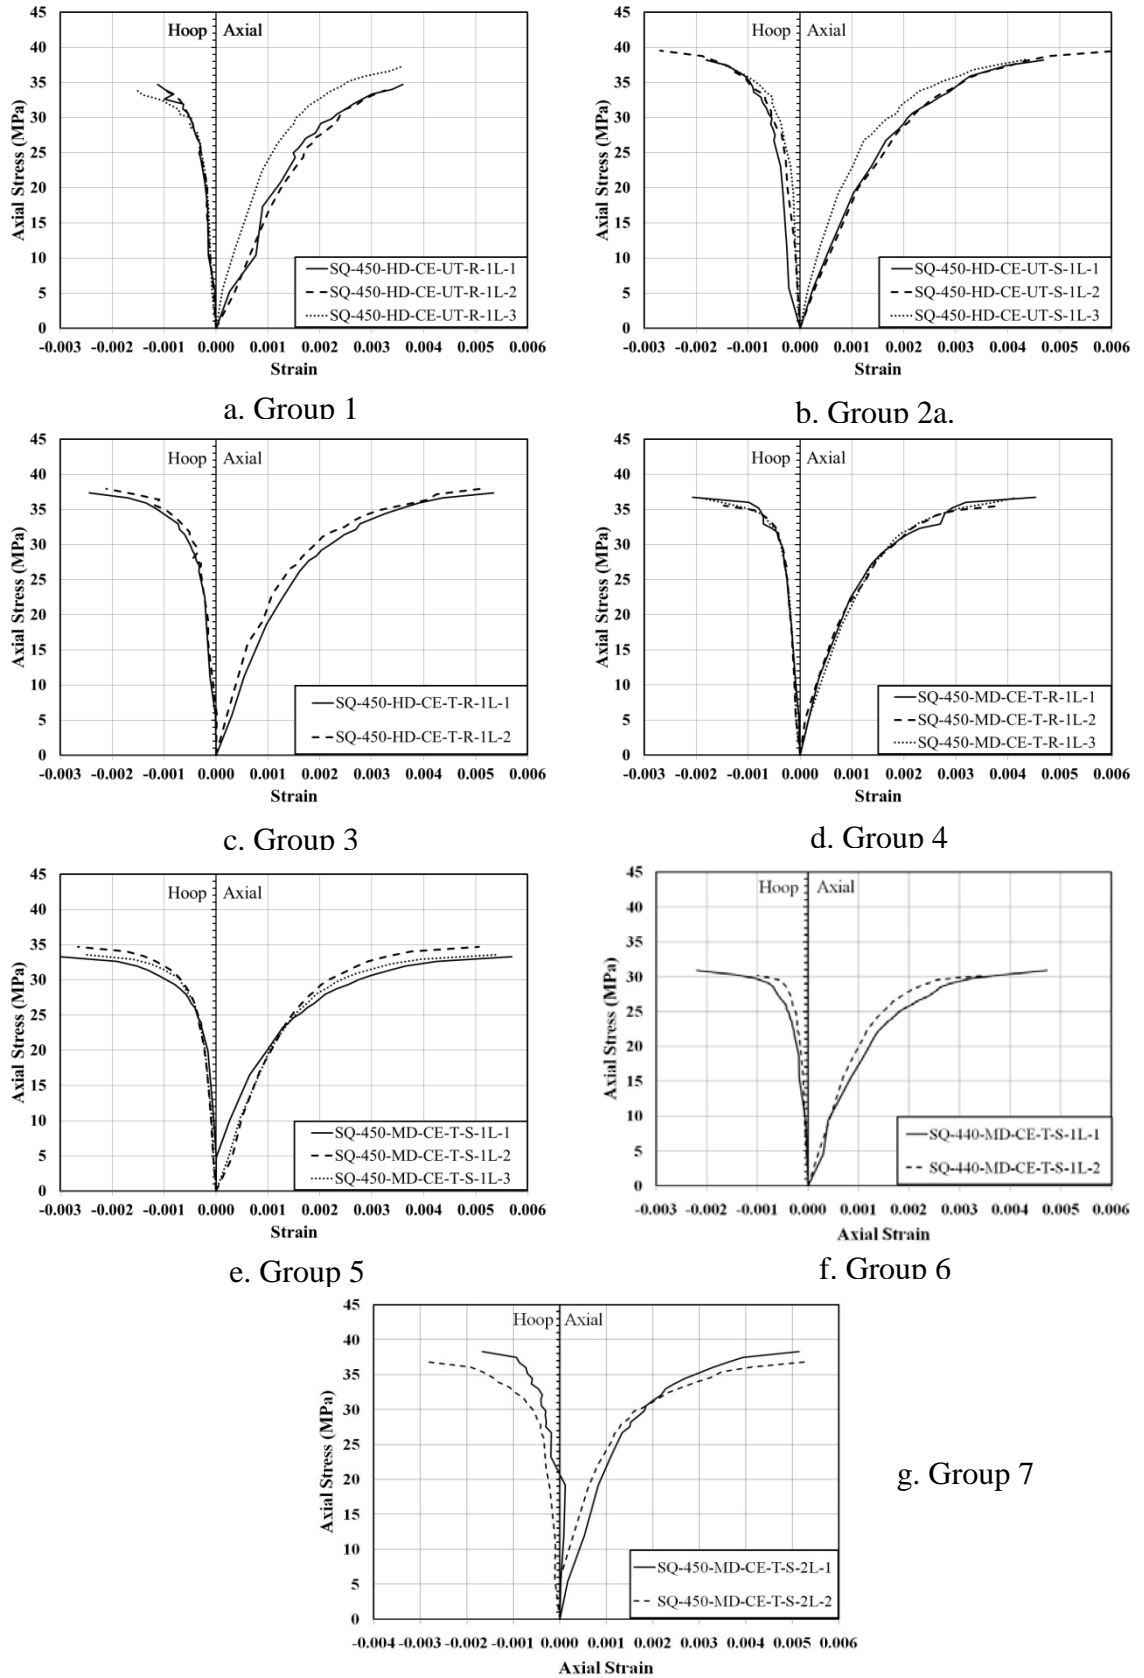 Hoop Axial
Axial Stress (MPa)
45
40
35
30
25
20
15
10
5
0
SQ-450-HD-CE-UT-R-1L-1
SQ-450-HD-CE-UT-R-1L-2
SQ-450-HD-CE-UT-R-1L-3
-0.003 -0.002 -0.001 0.000 0.001 0.002 0.003 0.004 0.005 0.006
Strain
a. Group 1
Hoop Axial
Axial Stress (MPa)
45
40
35
30
25
20
15
10
5
0
SQ-450-HD-CE-UT-S-1L-1
SQ-450-HD-CE-UT-S-1L-2
SQ-450-HD-CE-UT-S-1L-3
-0.003 -0.002 -0.001 0.000 0.001 0.002 0.003 0.004 0.005 0.006
Strain
b. Group 2a.
Hoop Axial
Axial Stress (MPa)
45
40
35
30
25
20
15
10
5
0
SQ-450-HD-CE-T-R-1L-1
SQ-450-HD-CE-T-R-1L-2
-0.003 -0.002 -0.001 0.000 0.001 0.002 0.003 0.004 0.005 0.006
Strain
c. Group 3
Hoop Axial
Axial Stress (MPa)
45
40
35
30
25
20
15
10
5
0
SQ-450-MD-CE-T-R-1L-1
SQ-450-MD-CE-T-R-1L-2
SQ-450-MD-CE-T-R-1L-3
-0.003 -0.002 -0.001 0.000 0.001 0.002 0.003 0.004 0.005 0.006
Strain
d. Group 4
Hoop Axial
Axial Stress (MPa)
45
40
35
30
25
20
15
10
5
0
SQ-450-MD-CE-T-S-1L-1
SQ-450-MD-CE-T-S-1L-2
SQ-450-MD-CE-T-S-1L-3
-0.003 -0.002 -0.001 0.000 0.001 0.002 0.003 0.004 0.005 0.006
Strain
e. Group 5
Hoop Axial
Axial Stress (MPa)
45
40
35
30
25
20
15
10
5
0
SQ-440-MD-CE-T-S-1L-1
SQ-440-MD-CE-T-S-1L-2
-0.003 -0.002 -0.001 0.000 0.001 0.002 0.003 0.004 0.005 0.006
Axial Strain
f. Group 6
Hoop Axial
Axial Stress (MPa)
45
40
35
30
25
20
15
10
5
0
SQ-450-MD-CE-T-S-2L-1
SQ-450-MD-CE-T-S-2L-2
-0.004 -0.003 -0.002 -0.001 0.000 0.001 0.002 0.003 0.004 0.005 0.006
Axial Strain
g. Group 7